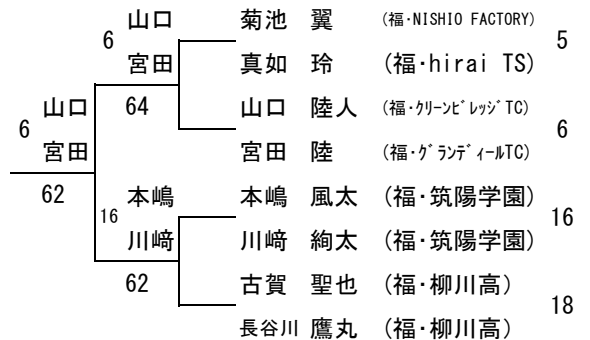 山口 菊池 翼 (福・NISHIO FACTORY)
6 5
宮田 真如 玲 (福・hirai TS)
山口 64 山口 陸人 (福・クリーンビレッジTC)
6 6
宮田 宮田 陸 (福・グランディールTC)
62 本嶋 本嶋 風太 (福・筑陽学園)
16 16
川﨑 川﨑 絢太 (福・筑陽学園)
62 古賀 聖也 (福・柳川高)
18
長谷川 鷹丸 (福・柳川高)